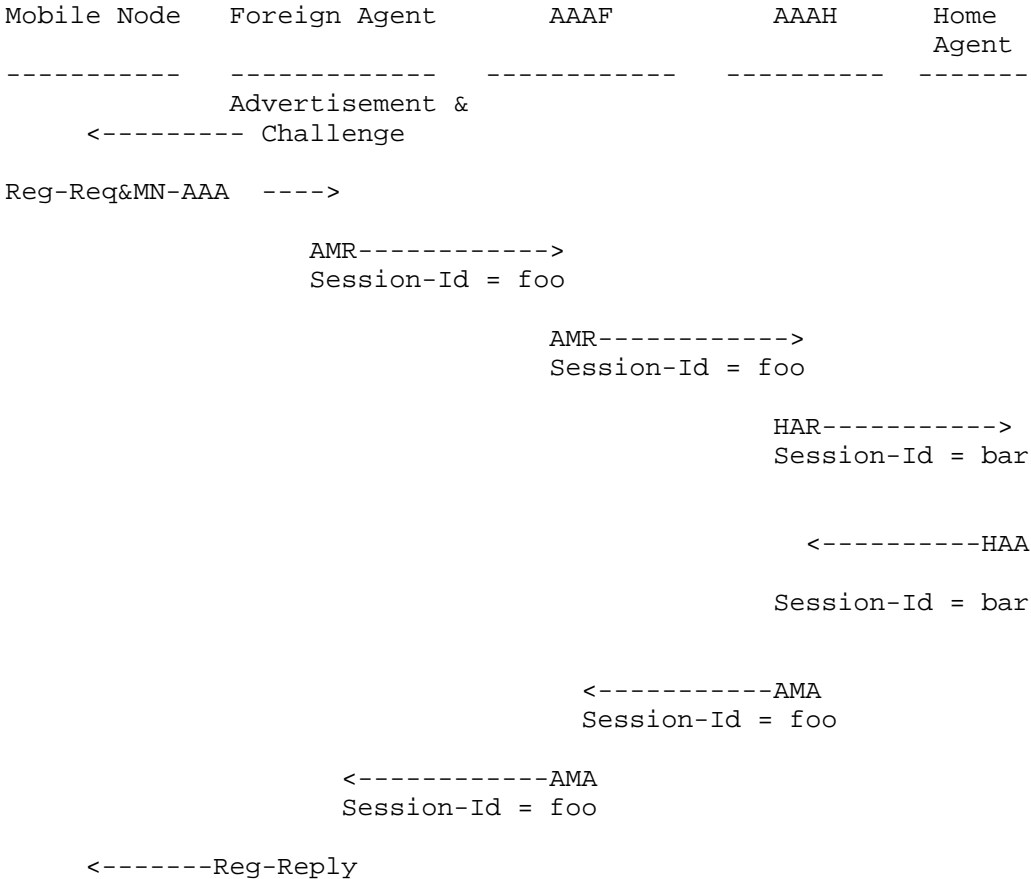 Mobile Node   Foreign Agent       AAAF          AAAH      Home
                                                         Agent
-----------   -------------   ------------   ----------  -------
              Advertisement &
     <--------- Challenge
Reg-Req&MN-AAA  ---->
                   AMR------------>
                   Session-Id = foo
                                  AMR------------>
                                  Session-Id = foo
                                                HAR----------->
                                                Session-Id = bar
                                                  <----------HAA
                                                Session-Id = bar
                                    <-----------AMA
                                    Session-Id = foo
                     <------------AMA
                     Session-Id = foo
     <-------Reg-Reply